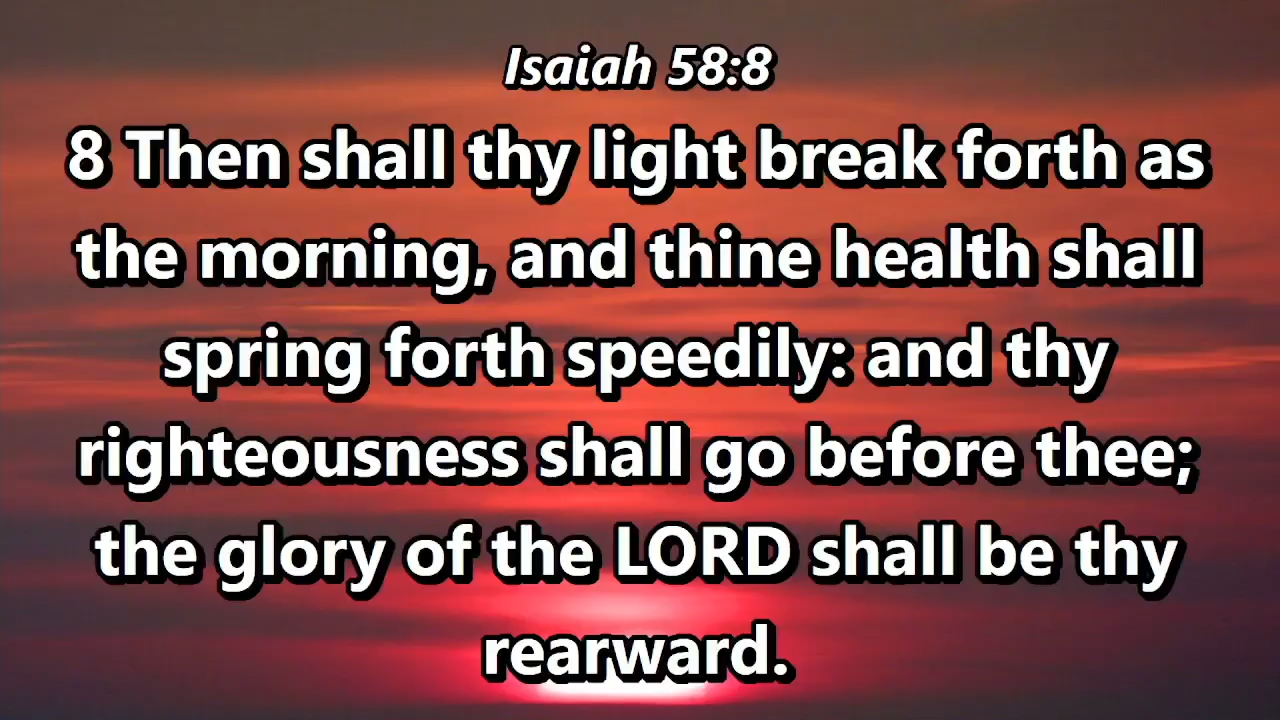 Isaiah 58:8
8 Then shall thy light break forth as
the morning, and thine health shall
spring forth speedily: and thy
righteousness shall go before thee;
the glory of the LORD shall be thy
rearward.